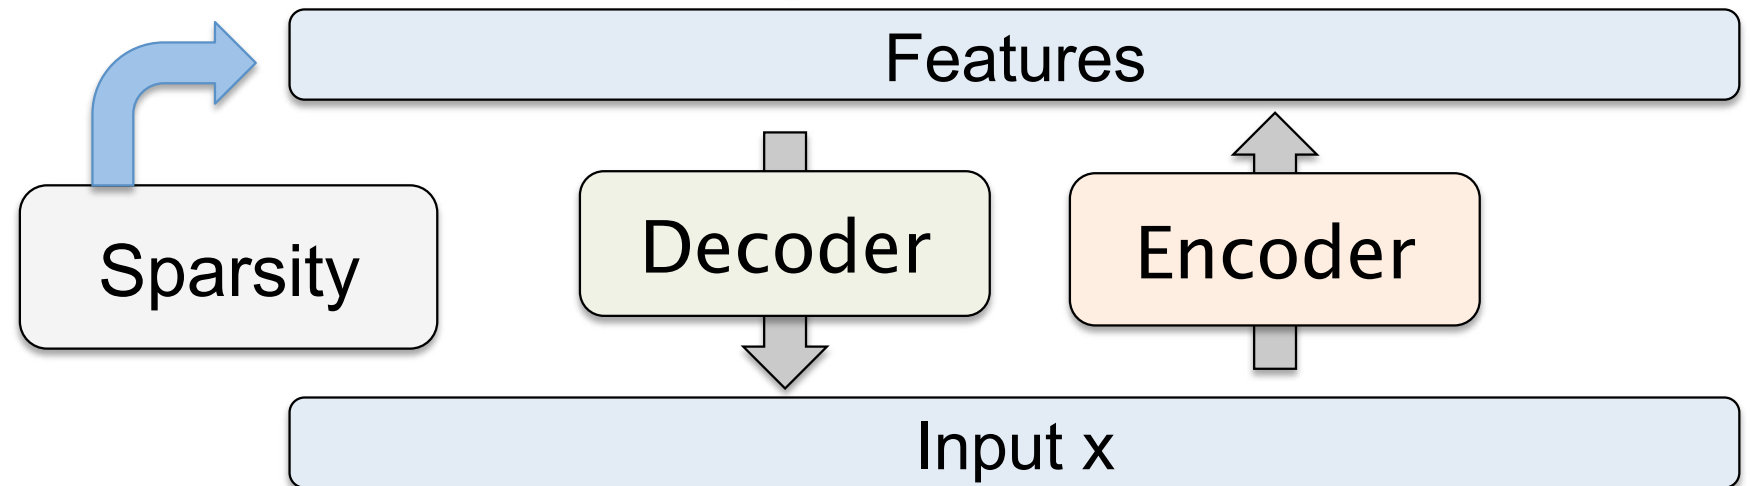 Features
Sparsity
Decoder
Encoder
Input x